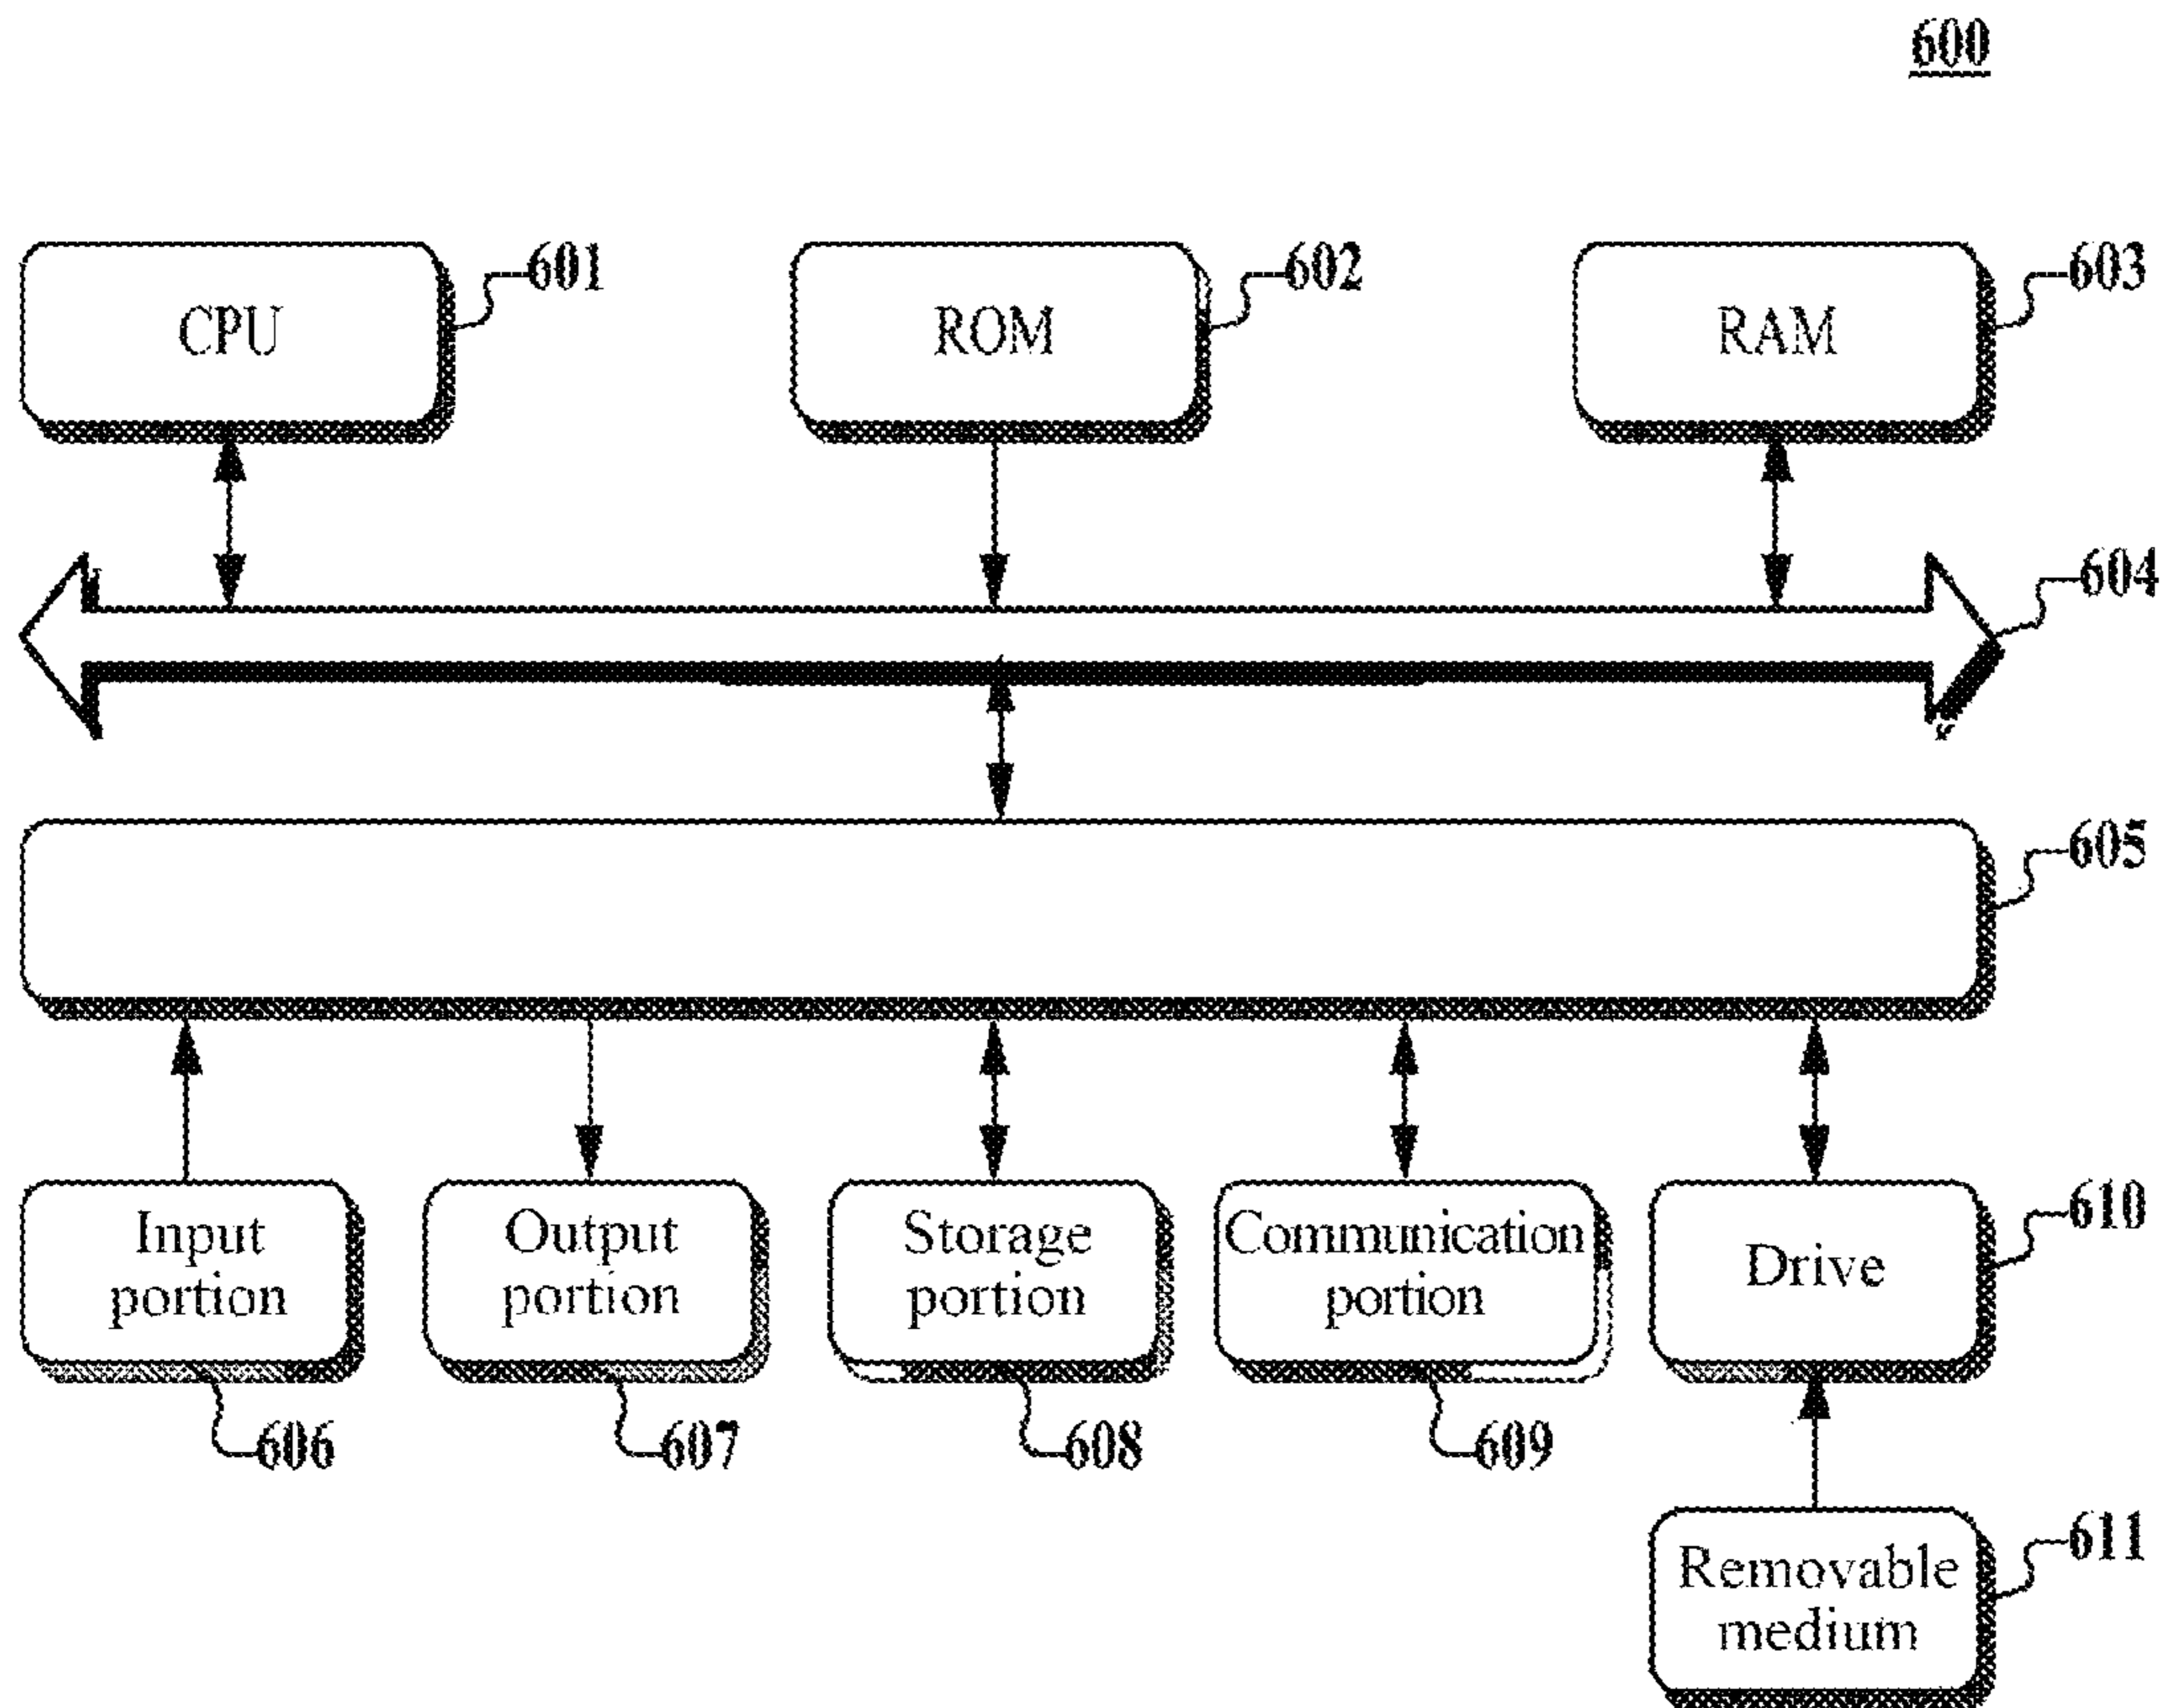 600
CPU
601
ROM
602
RAM
603
604
605
Input
portion
Output
portion
Storage
portion
Communication
portion
Drive
610
606
607
608
609
Removable
medium
611